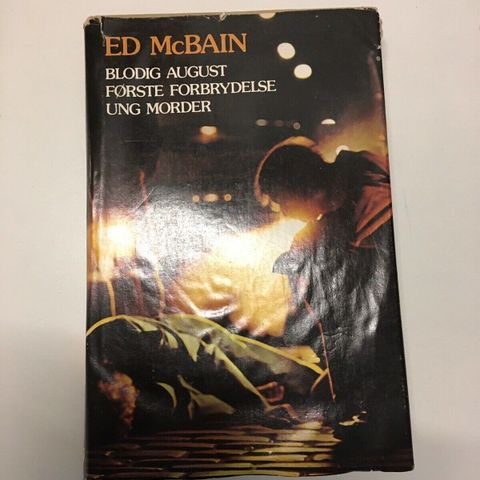 ED McBAIN
BLODIG AUGUST
FØRSTE FORBRYDELSE
UNG MORDER